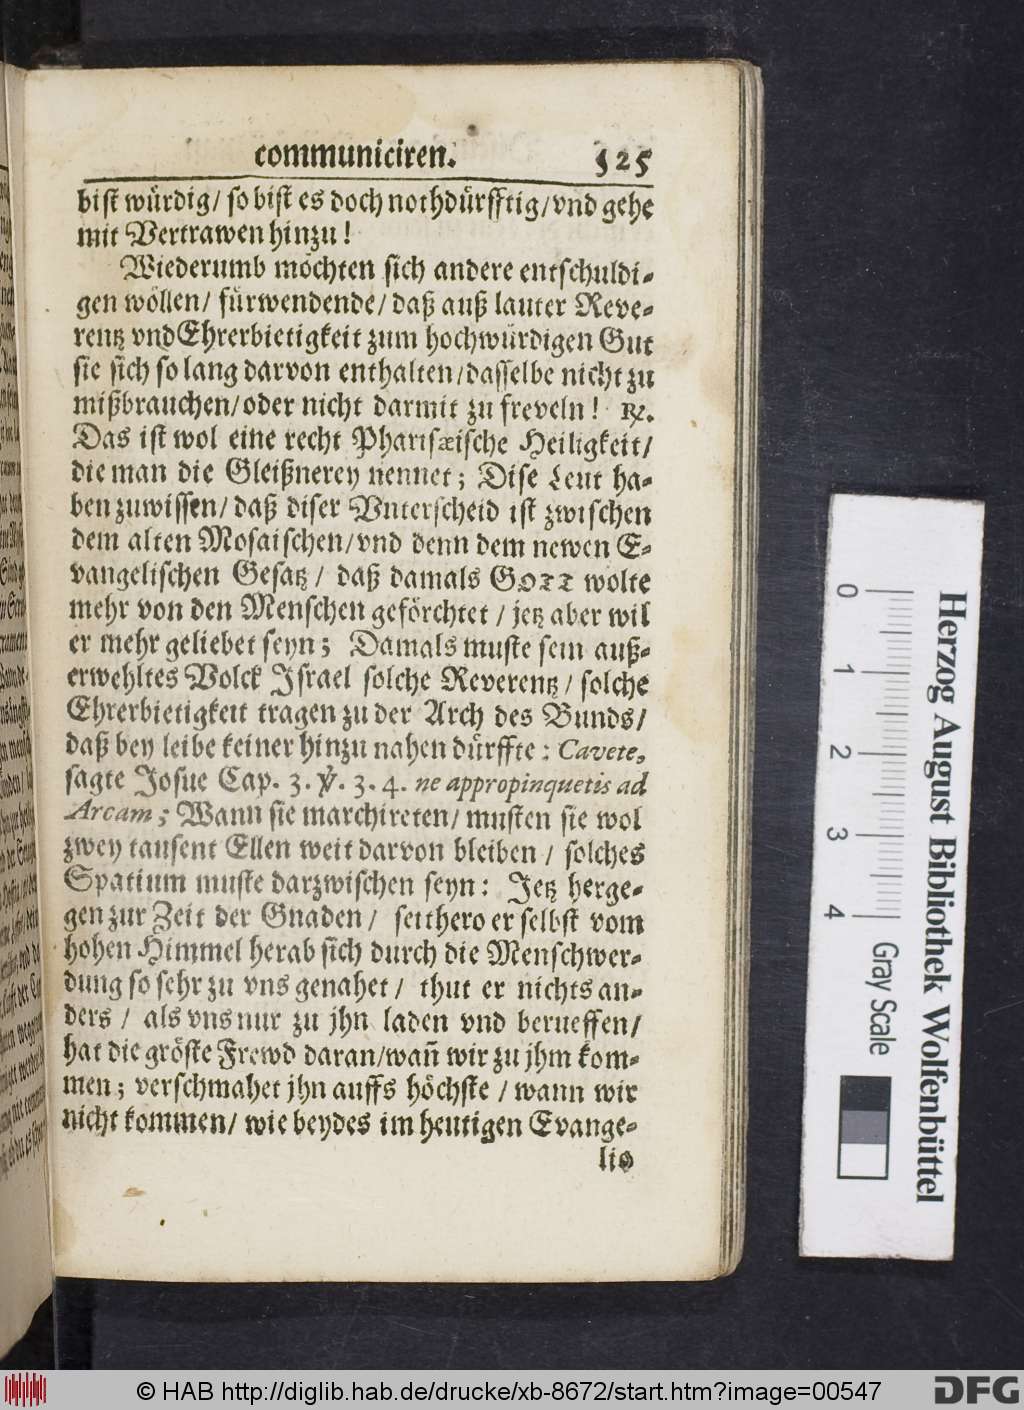 communiciren. 525
bist würdig/ so bist es doch nothdürfftig/ vnd gehe
mit Vertrawen hinzu!
Wiederumb möchten sich andere entschuldi-
gen wöllen/ fürwendende/ daß auß lauter Reve-
rentz vnd Ehrerbietigkeit zum hochwürdigen Gut
sie sich so lang darvon enthalten/ dasselbe nicht zu
mißbrauchen/ oder nicht darmit zu freveln! ℞.
Das ist wol eine recht Pharisæische Heiligkeit/
die man die Gleißnerey nennet; Dise Leut ha-
ben zuwissen/ daß diser Vnterscheid ist zwischen
dem alten Mosaischen/ vnd denn dem newen E-
vangelischen Gesatz/ daß damals GOTT wolte
mehr von den Menschen geförchtet/ jetz aber wil
er mehr geliebet seyn; Damals muste sein auß-
erwehltes Volck Israel solche Reverentz/ solche
Ehrerbietigkeit tragen zu der Arch des Bunds/
daß bey leibe keiner hinzu nahen dürffte: Cavete,
sagte Josue Cap. 3. ℣. 3. 4. ne appropinquetis ad
Arcam; Wann sie marchireten/ musten sie wol
zwey tausent Ellen weit darvon bleiben/ solches
Spatium muste darzwischen seyn: Jetz herge-
gen zur Zeit der Gnaden/ seithero er selbst vom
hohen Himmel herab sich durch die Menschwer-
dung so sehr zu vns genahet/ thut er nichts an-
ders/ als vns nur zu jhn laden vnd berueffen/
hat die gröste Frewd daran/ wañ wir zu jhm kom-
men; verschmahet jhn auffs höchste/ wann wir
nicht kommen/ wie beydes im heutigen Evange-
lio
Herzog August Bibliothek Wolfenbüttel
0 1 2 3 4 Gray Scale
© HAB http://diglib.hab.de/drucke/xb-8672/start.htm?image=00547
DFG